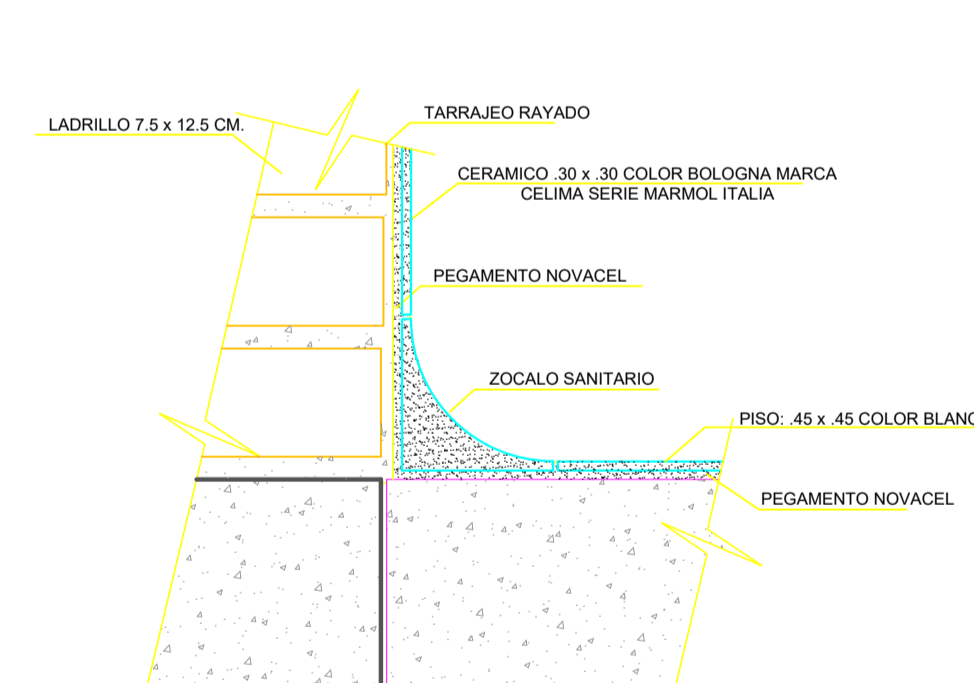 TARRAJEO RAYADO
LADRILLO 7.5 x 12.5 CM.
CERAMICO .30 x .30 COLOR BOLOGNA MARCA
CELIMA SERIE MARMOL ITALIA
PEGAMENTO NOVACEL
ZOCALO SANITARIO
PISO: .45 x .45 COLOR BLANC
PEGAMENTO NOVACEL